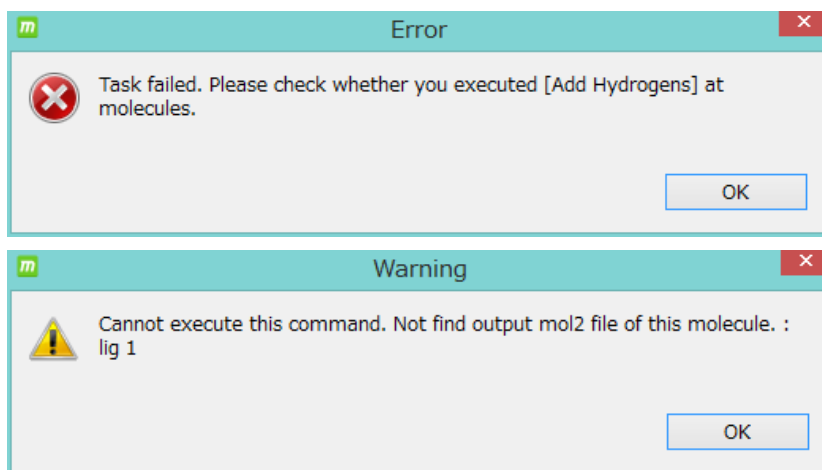 m
Error
×
Task failed. Please check whether you executed [Add Hydrogens] at
molecules.
OK
m
Warning
×
Cannot execute this command. Not find output mol2 file of this molecule. :
lig 1
OK